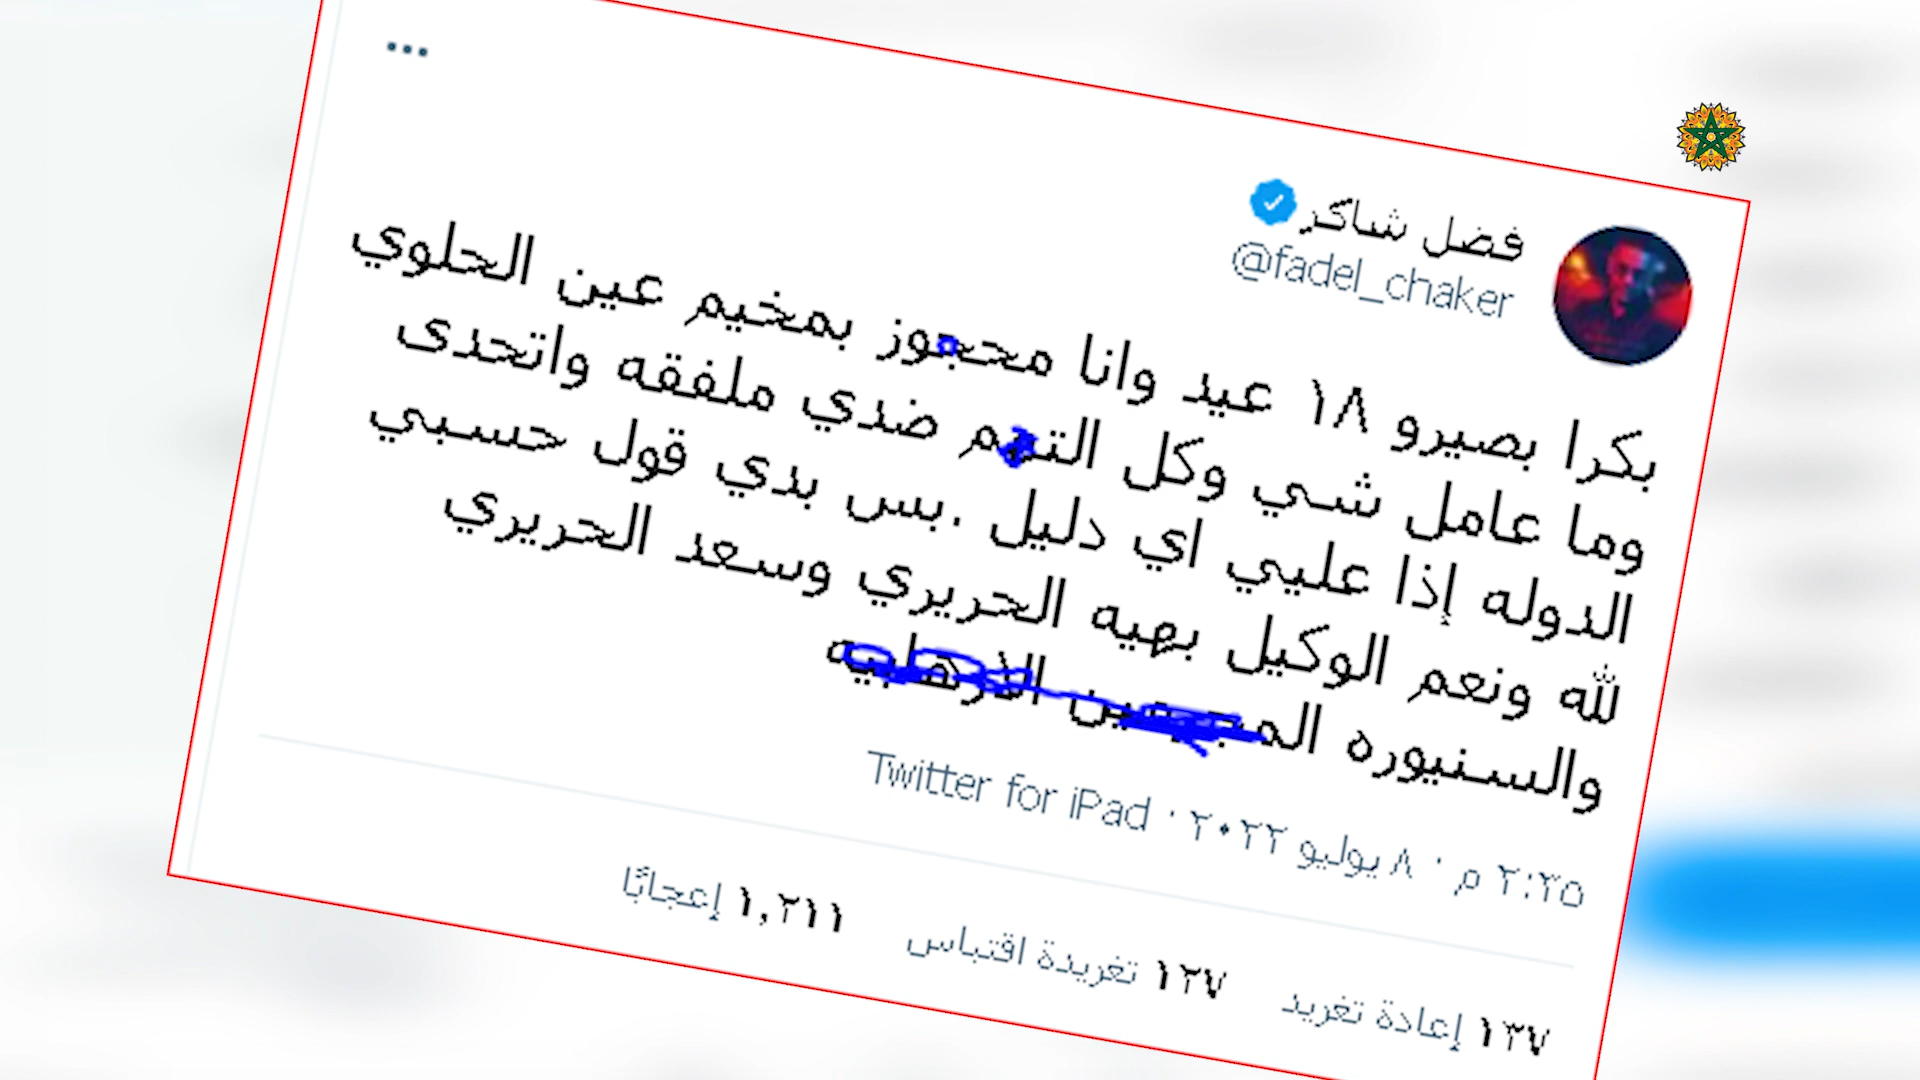 فضل شاكر
@fadel_chaker
بكرا بصيرو ١٨ عيد وانا محجوز بمخيم عين الحلوي
وما عامل شي وكل التهم ضدي ملفقه واتحدى
الدوله إذا عليي اي دليل .بس بدي قول حسبي
لله ونعم الوكيل بهيه الحريري وسعد الحريري
والسنيوره
٢:٣٥ م · ٨ يوليو ٢٠٢٢ · Twitter for iPad
١٣٧ إعادة تغريد ١٢٧ تغريدة اقتباس ١,٢١١ إعجابًا